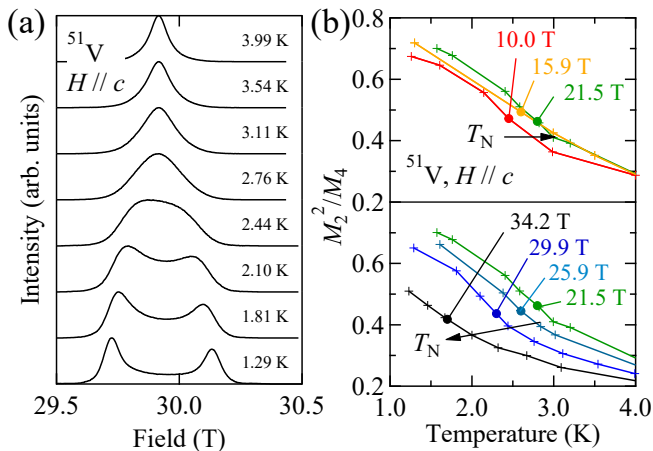 (a)
51V
H // c
3.99 K
3.54 K
3.11 K
2.76 K
2.44 K
2.10 K
1.81 K
1.29 K
Intensity (arb. units)
29.5 30.0 30.5
Field (T)
(b)
10.0 T
15.9 T
21.5 T
TN
51V, H // c
0.8
0.6
0.4
0.2
34.2 T
29.9 T
25.9 T
21.5 T
TN
0.6
0.4
0.2
M2^2/M4
1.0 2.0 3.0 4.0
Temperature (K)